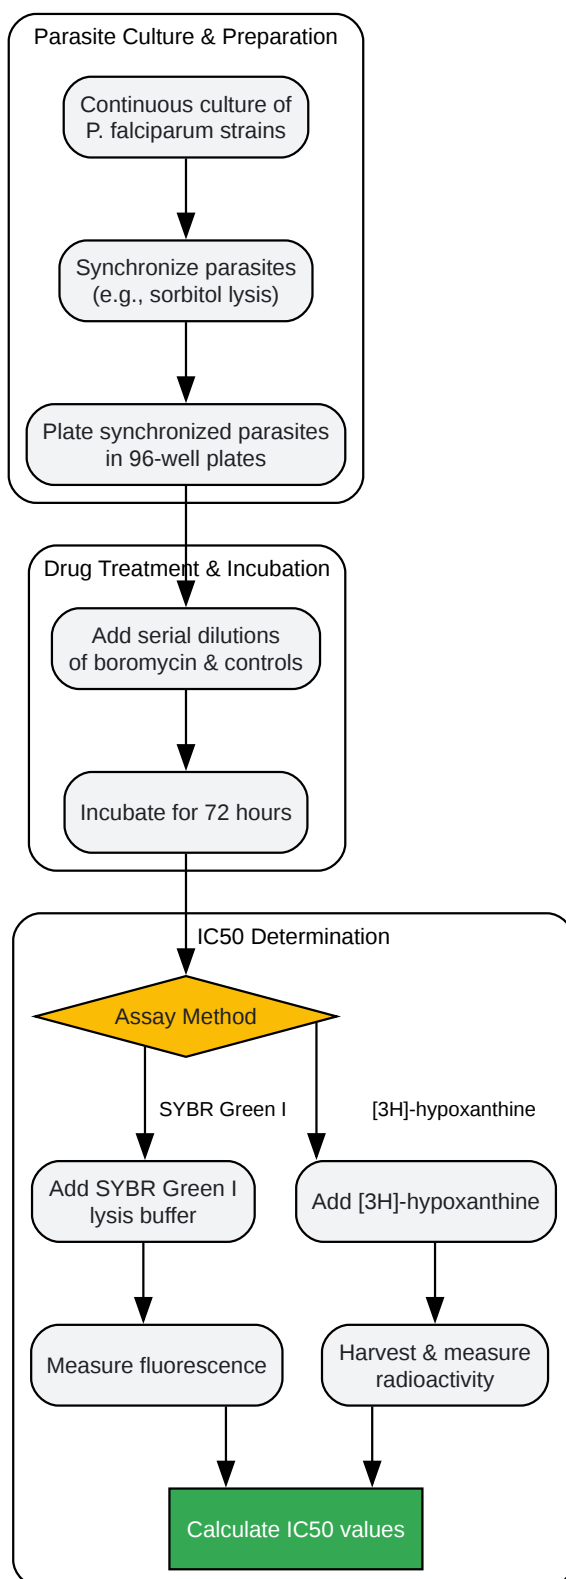 Parasite Culture & Preparation
Continuous culture of
P. falciparum strains
Synchronize parasites
(e.g., sorbitol lysis)
Plate synchronized parasites
in 96-well plates
Drug Treatment & Incubation
Add serial dilutions
of boromycin & controls
Incubate for 72 hours
IC50 Determination
Assay Method
SYBR Green I
[3H]-hypoxanthine
Add SYBR Green I
lysis buffer
Add [3H]-hypoxanthine
Measure fluorescence
Harvest & measure
radioactivity
Calculate IC50 values